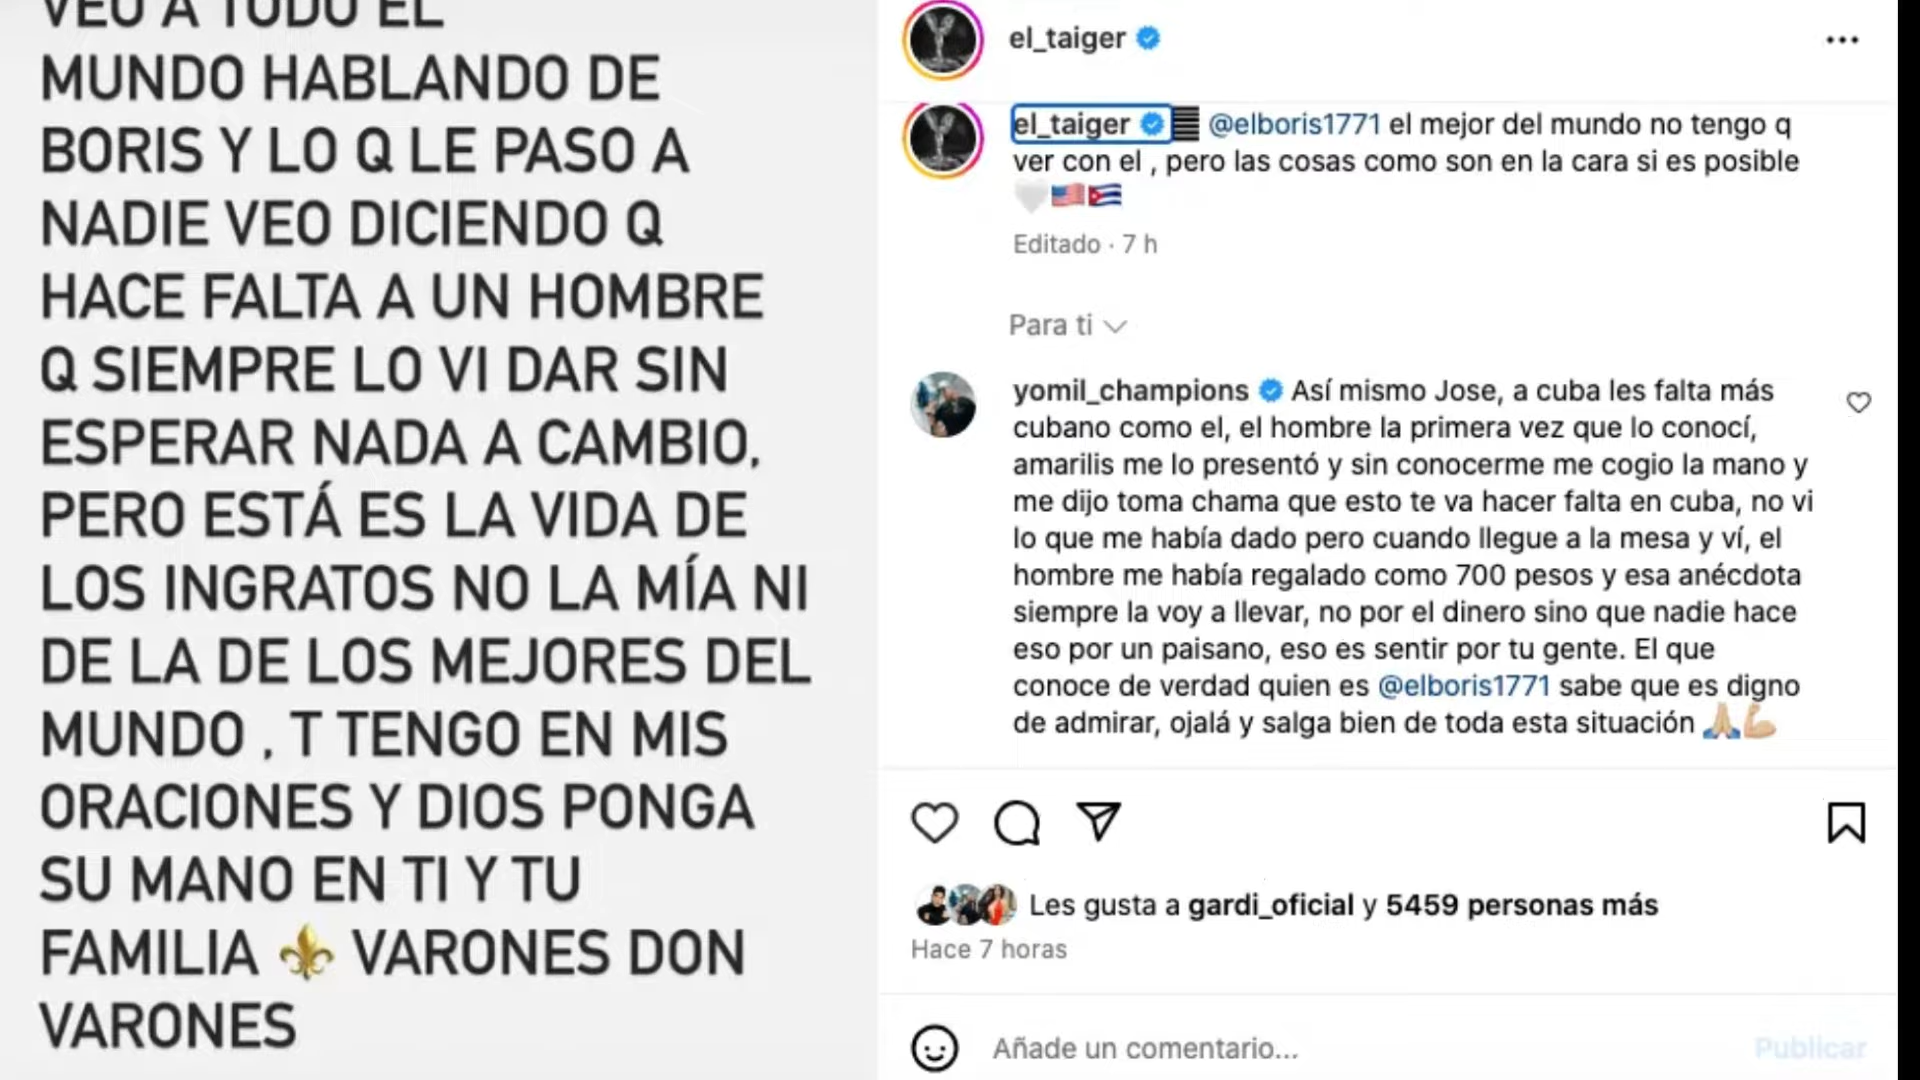 VEO A TODO EL
MUNDO HABLANDO DE
BORIS Y LO Q LE PASO A
NADIE VEO DICIENDO Q
HACE FALTA A UN HOMBRE
Q SIEMPRE LO VI DAR SIN
ESPERAR NADA A CAMBIO,
PERO ESTÁ ES LA VIDA DE
LOS INGRATOS NO LA MÍA NI
DE LA DE LOS MEJORES DEL
MUNDO , T TENGO EN MIS
ORACIONES Y DIOS PONGA
SU MANO EN TI Y TU
FAMILIA ⚜️ VARONES DON
VARONES
el_taiger
el_taiger @elboris1771 el mejor del mundo no tengo q
ver con el , pero las cosas como son en la cara si es posible
🤍🇺🇸🇨🇺
Editado · 7 h
Para ti
yomil_champions Así mismo Jose, a cuba les falta más
cubano como el, el hombre la primera vez que lo conocí,
amarilis me lo presentó y sin conocerme me cogio la mano y
me dijo toma chama que esto te va hacer falta en cuba, no vi
lo que me había dado pero cuando llegue a la mesa y ví, el
hombre me había regalado como 700 pesos y esa anécdota
siempre la voy a llevar, no por el dinero sino que nadie hace
eso por un paisano, eso es sentir por tu gente. El que
conoce de verdad quien es @elboris1771 sabe que es digno
de admirar, ojalá y salga bien de toda esta situación 🙏🏼💪🏼
Les gusta a gardi_oficial y 5459 personas más
Hace 7 horas
Añade un comentario...
Publicar